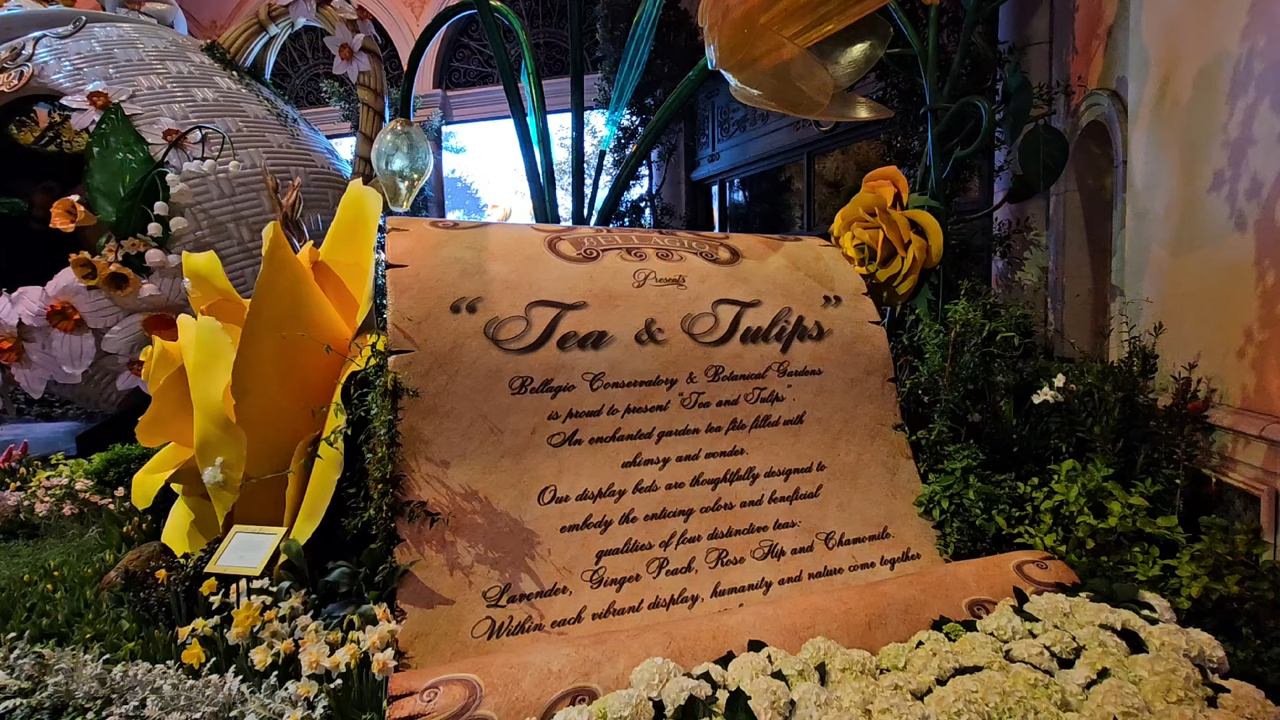 BELLAGIO
Presents
"Tea & Tulips"
Bellagio Conservatory & Botanical Gardens
is proud to present "Tea and Tulips".
An enchanted garden tea fête filled with
whimsy and wonder.
Our display beds are thoughtfully designed to
embody the enticing colors and beneficial
qualities of four distinctive teas:
Lavender, Ginger Peach, Rose Hip and Chamomile.
Within each vibrant display, humanity and nature come together